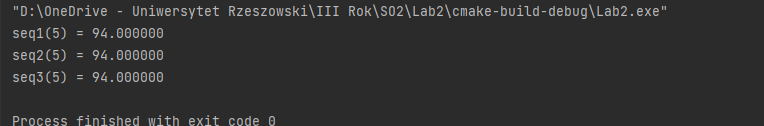 "D:\OneDrive - Uniwersytet Rzeszowski\III Rok\SO2\Lab2\cmake-build-debug\Lab2.exe"
seq1(5) = 94.000000
seq2(5) = 94.000000
seq3(5) = 94.000000
Process finished with exit code 0